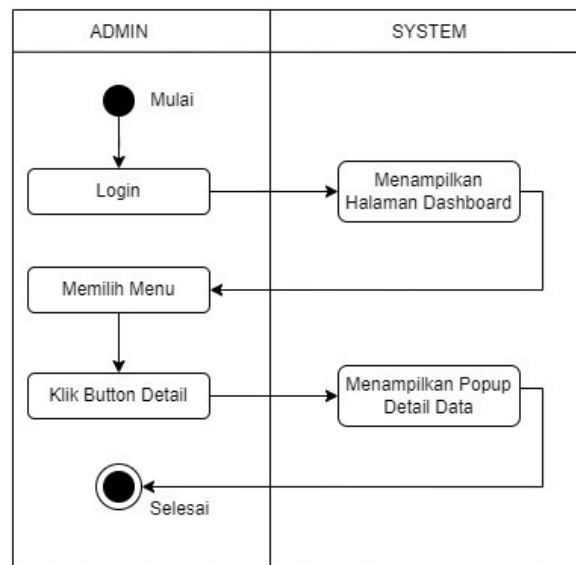 ADMIN
SYSTEM
Mulai
Login
Menampilkan
Halaman Dashboard
Memilih Menu
Klik Button Detail
Menampilkan Popup
Detail Data
Selesai